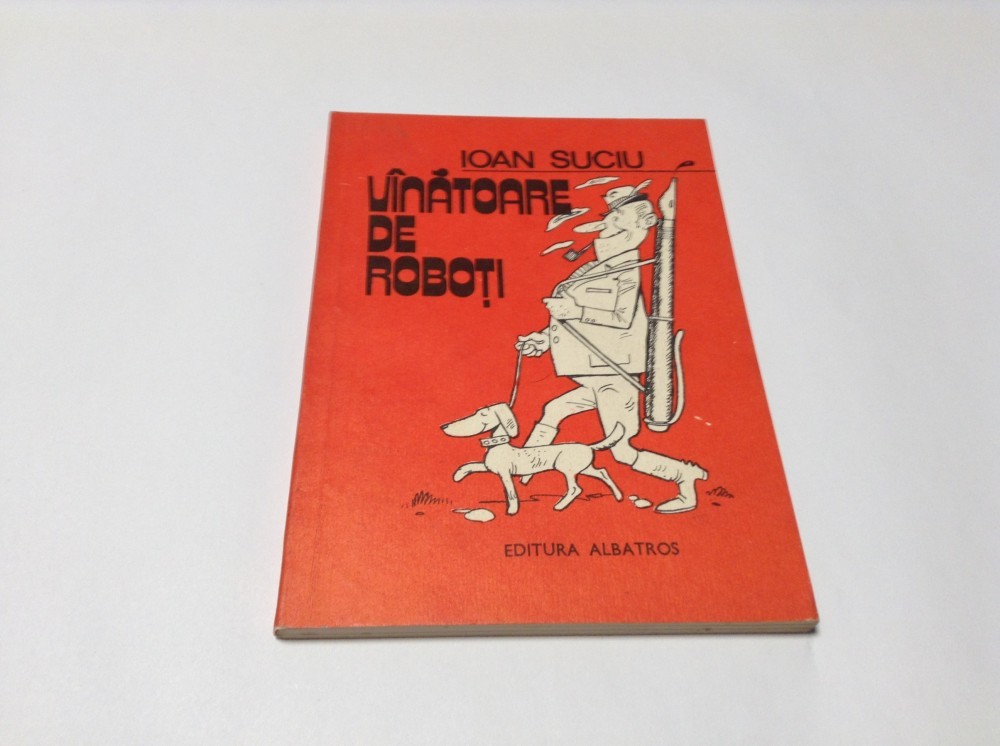 IOAN SUCIU
VÎNĂTOARE
DE
ROBOȚI
EDITURA ALBATROS